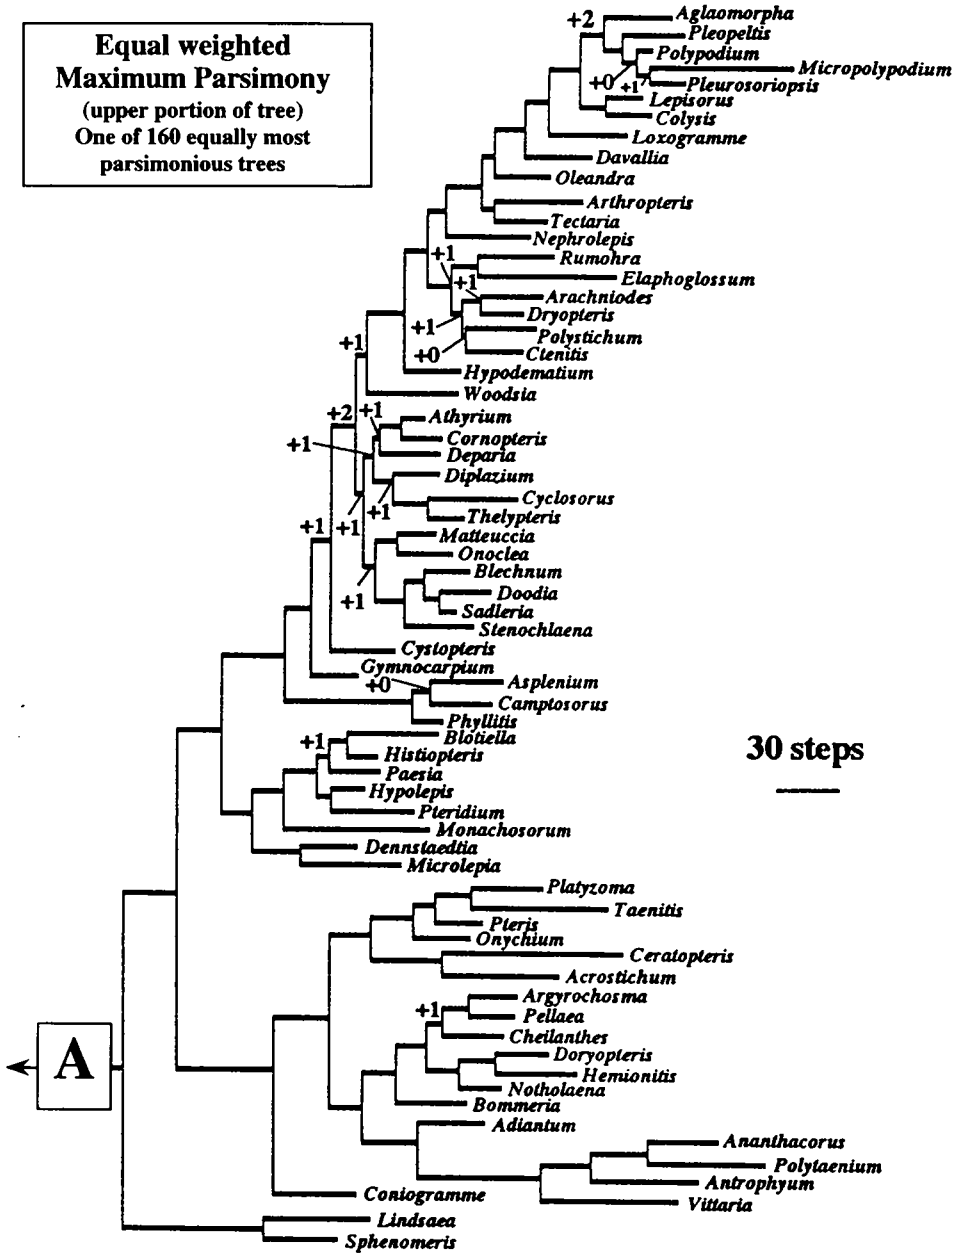 Equal weighted
Maximum Parsimony
(upper portion of tree)
One of 160 equally most
parsimonious trees
+2
Aglaomorpha
Pleopeltis
Polypodium
Micropolypodium
+0
+1
Pleurosoriopsis
Lepisorus
Colysis
Loxogramme
Davallia
Oleandra
Arthropteris
Tectaria
Nephrolepis
+1
Rumohra
Elaphoglossum
+1
Arachniodes
Dryopteris
+1
Polystichum
+0
Ctenitis
+1
Hypodematium
Woodsia
+2
+1
Athyrium
+1
Cornopteris
Deparia
Diplazium
Cyclosorus
+1
+1
Thelypteris
+1
Matteuccia
Onoclea
Blechnum
+1
Doodia
Sadleria
Stenochlaena
Cystopteris
Gymnocarpium
+0
Asplenium
Camptosorus
Phyllitis
Blotiella
+1
Histiopteris
Paesia
Hypolepis
Pteridium
Monachosorum
Dennstaedtia
Microlepia
30 steps
Platyzoma
Taenitis
Pteris
Onychium
Ceratopteris
Acrostichum
Argyrochosma
+1
Pellaea
Cheilanthes
Doryopteris
Hemionitis
Notholaena
Bommeria
A
Adiantum
Ananthacorus
Polytaenium
Antrophyum
Vittaria
Coniogramme
Lindsaea
Sphenomeris